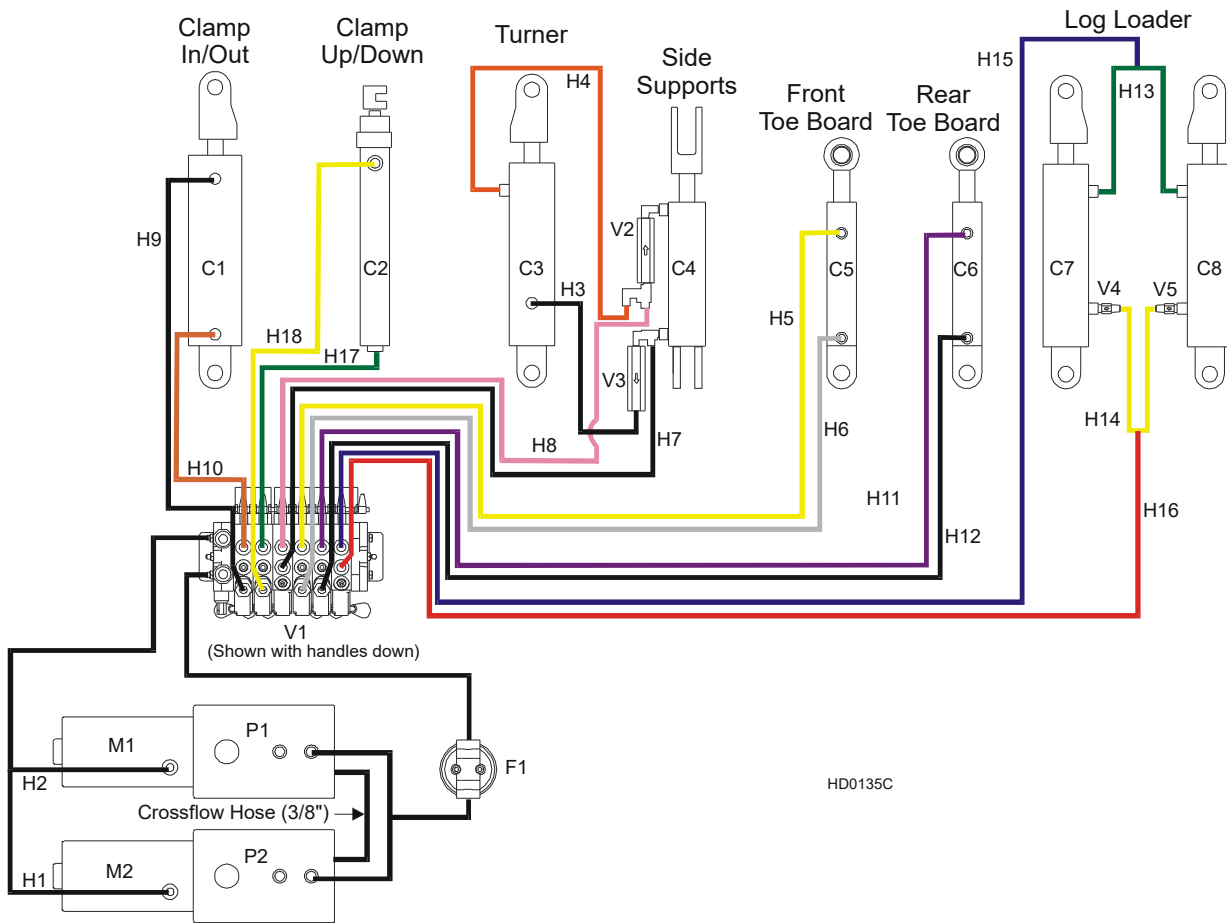 Clamp
In/Out
Clamp
Up/Down
Turner
Side
Supports
Front
Toe Board
Rear
Toe Board
Log Loader
H15
H4
H13
H9
V2
C1
C2
C3
C4
C5
C6
C7
C8
H3
V4
V5
H18
H5
H17
V3
H14
H6
H7
H8
H10
H11
H12
H16
V1
(Shown with handles down)
P1
M1
F1
H2
HD0135C
Crossflow Hose (3/8")
P2
M2
H1